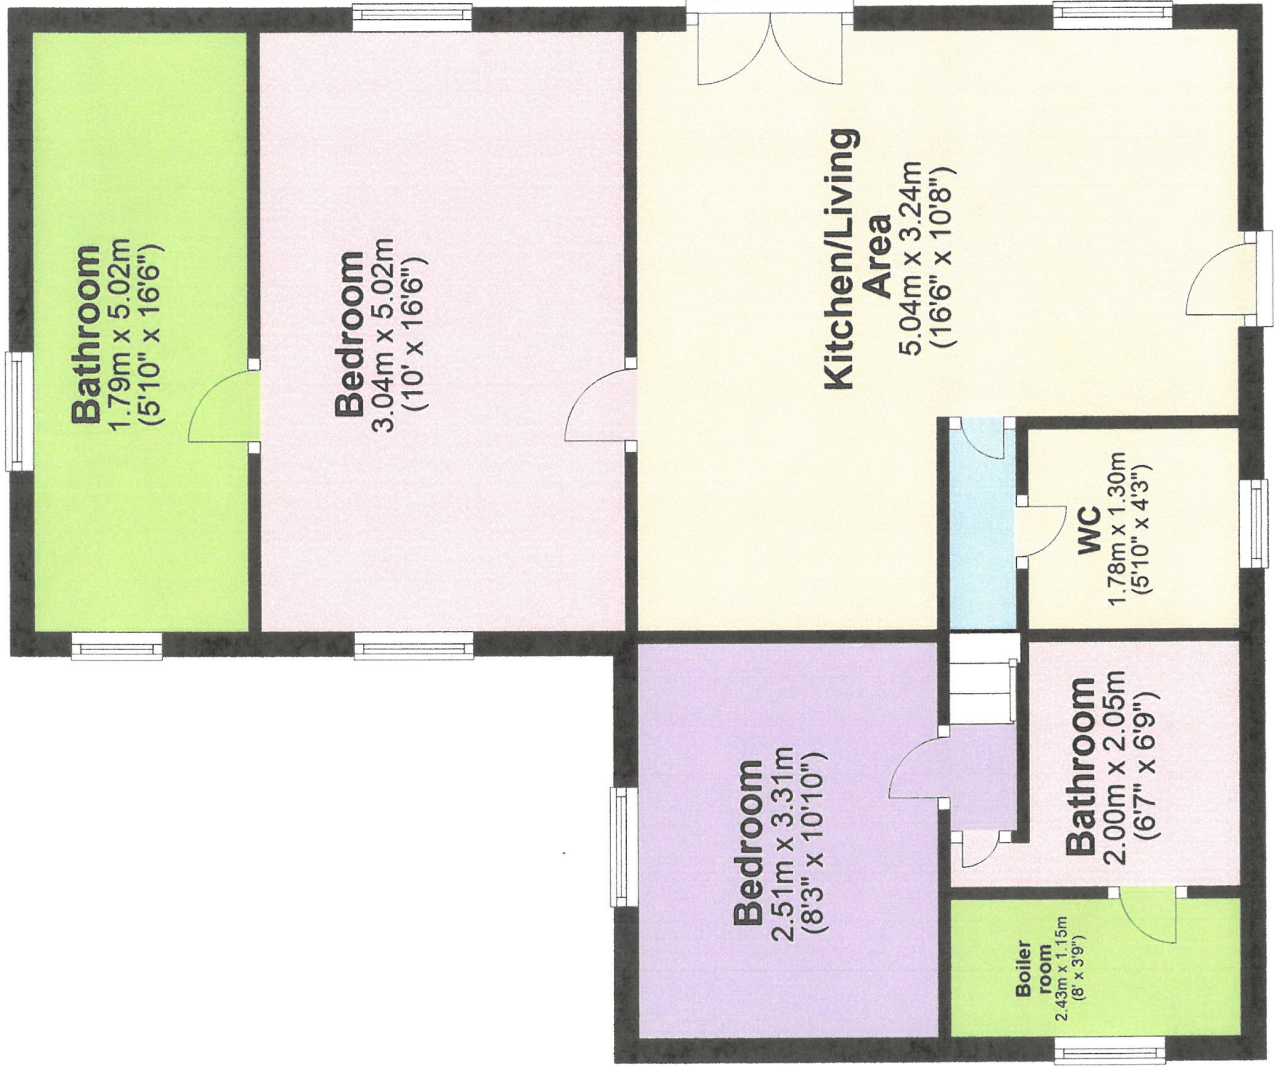 Bathroom
1.79m x 5.02m
(5'10" x 16'6")
Bedroom
3.04m x 5.02m
(10' x 16'6")
Kitchen/Living
Area
5.04m x 3.24m
(16'6" x 10'8")
WC
1.78m x 1.30m
(5'10" x 4'3")
Bedroom
2.51m x 3.31m
(8'3" x 10'10")
Bathroom
2.00m x 2.05m
(6'7" x 6'9")
Boiler
room
2.43m x 1.15m
(8' x 3'9")